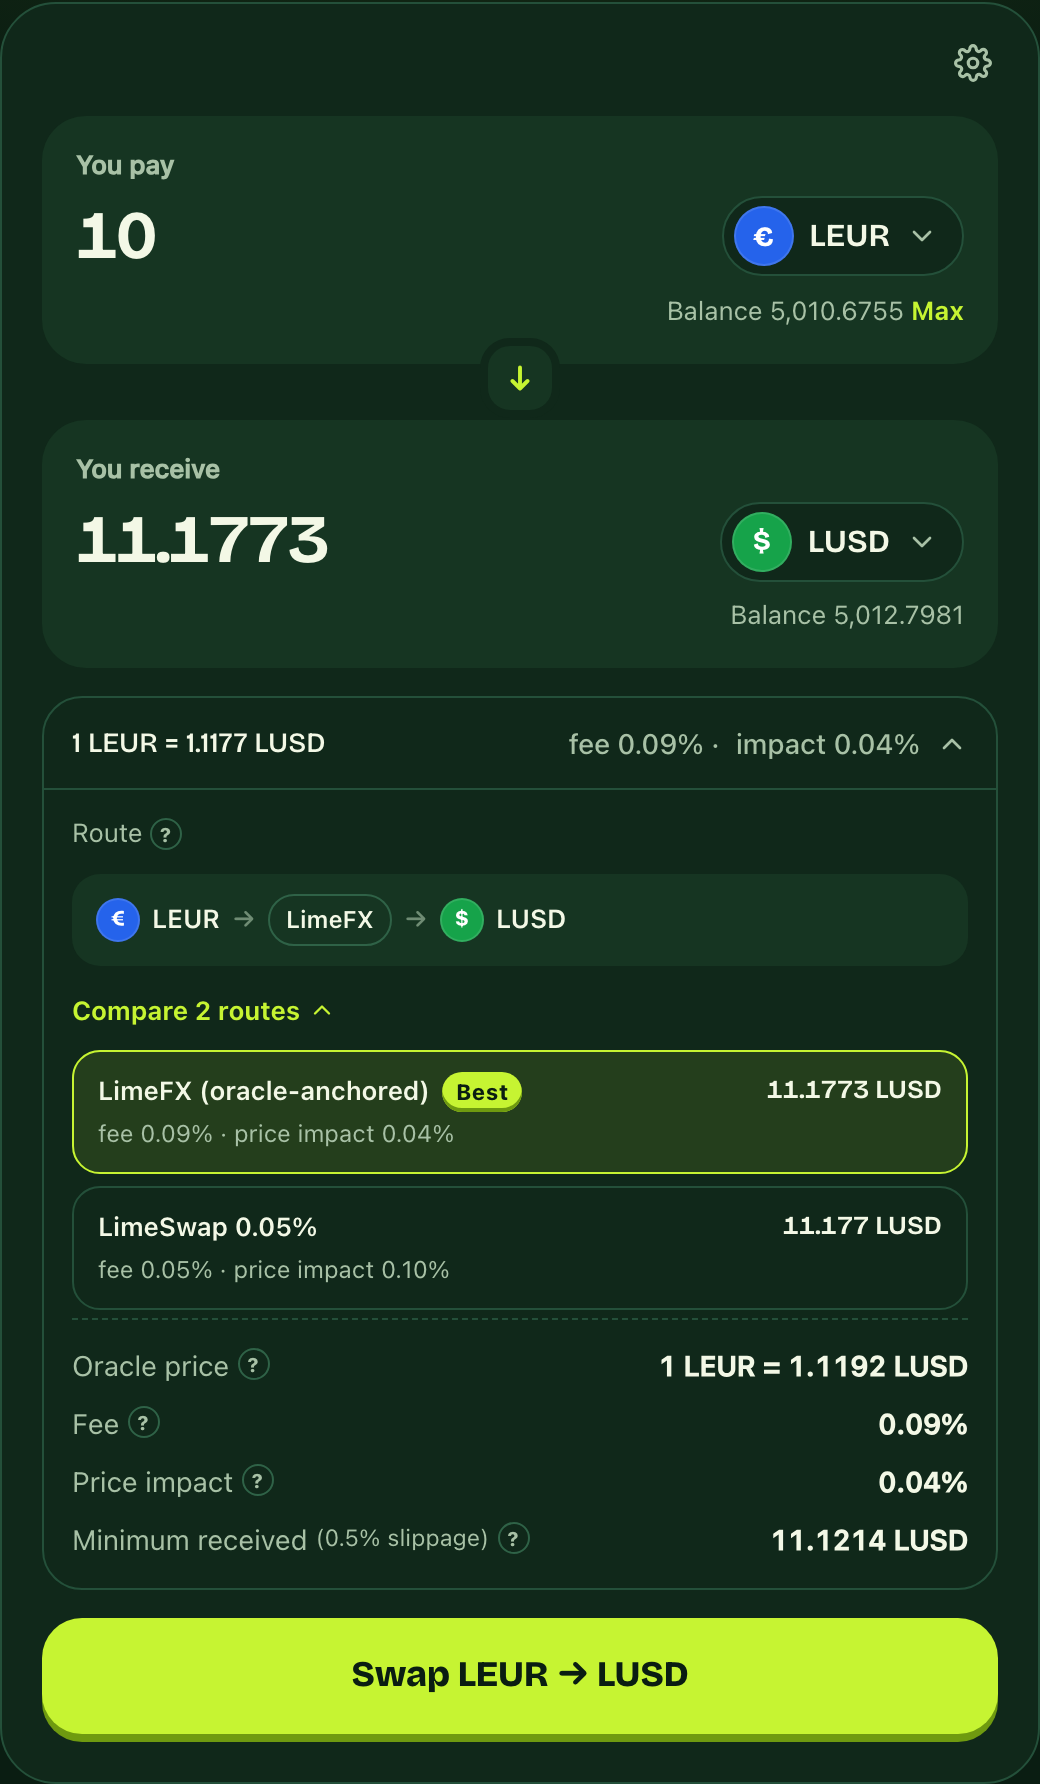 You pay
10
€ LEUR
Balance 5,010.6755 Max
You receive
11.1773
$ LUSD
Balance 5,012.7981
1 LEUR = 1.1177 LUSD fee 0.09% · impact 0.04%
Route ?
€ LEUR → LimeFX → $ LUSD
Compare 2 routes
LimeFX (oracle-anchored) Best 11.1773 LUSD
fee 0.09% · price impact 0.04%
LimeSwap 0.05% 11.177 LUSD
fee 0.05% · price impact 0.10%
Oracle price ? 1 LEUR = 1.1192 LUSD
Fee ? 0.09%
Price impact ? 0.04%
Minimum received (0.5% slippage) ? 11.1214 LUSD
Swap LEUR → LUSD